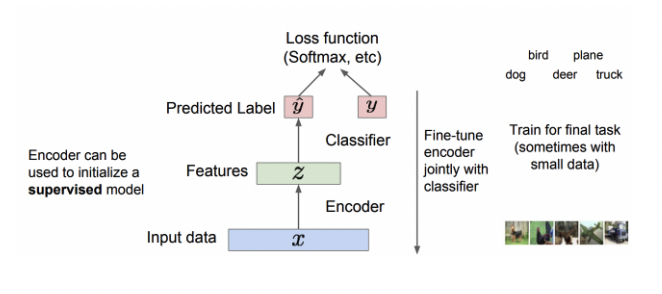 Loss function
(Softmax, etc)
bird plane
dog deer truck
Predicted Label
ŷ
y
Classifier
Fine-tune
encoder
jointly with
classifier
Train for final task
(sometimes with
small data)
Encoder can be
used to initialize a
supervised model
Features
z
Encoder
Input data
x